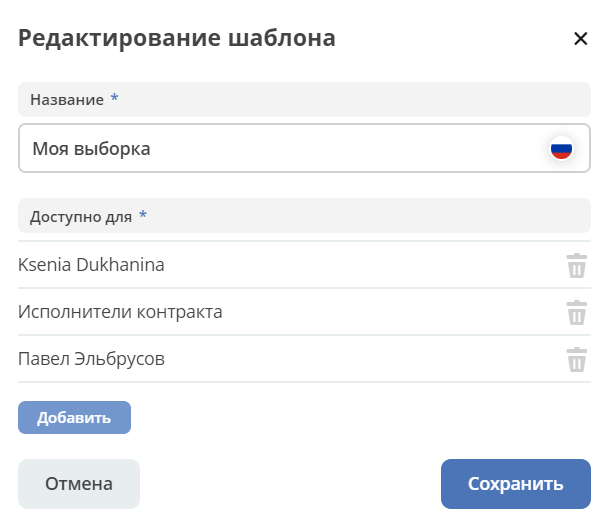 Редактирование шаблона
Название *
Моя выборка
Доступно для *
Ksenia Dukhanina
Исполнители контракта
Павел Эльбрусов
Добавить
Отмена
Сохранить